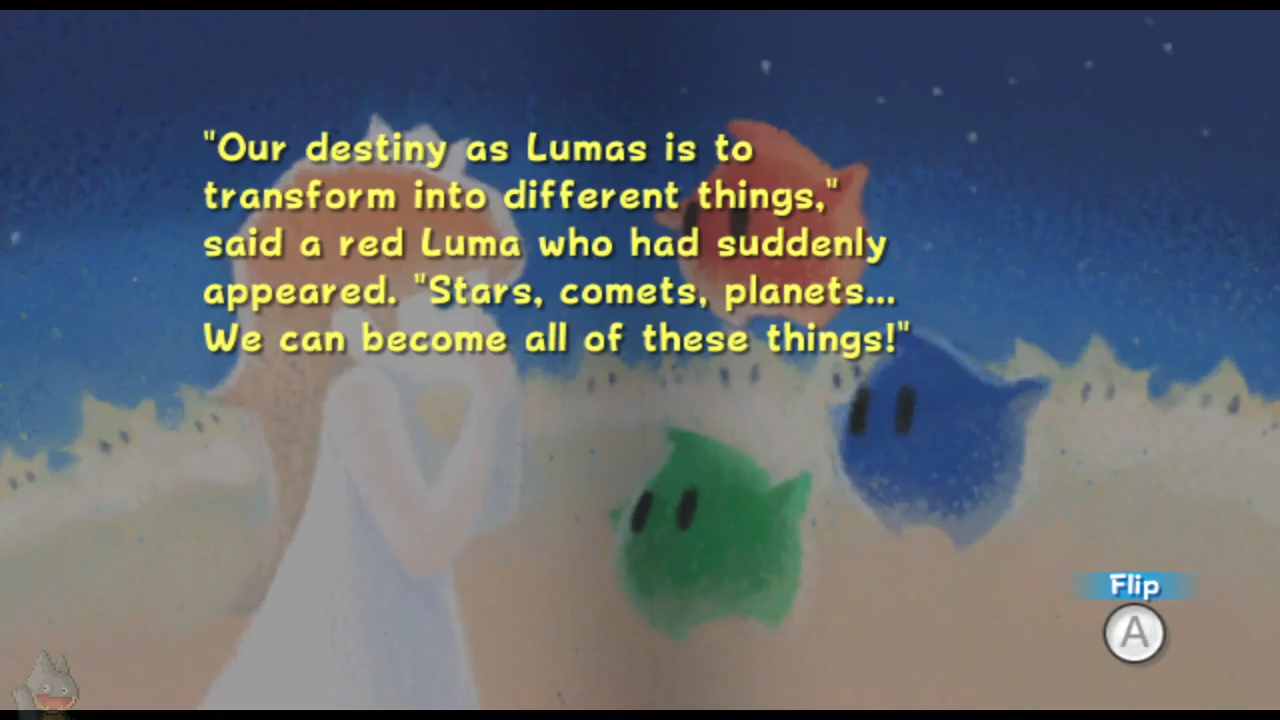 "Our destiny as Lumas is to
transform into different things,"
said a red Luma who had suddenly
appeared. "Stars, comets, planets...
We can become all of these things!"
Flip
A